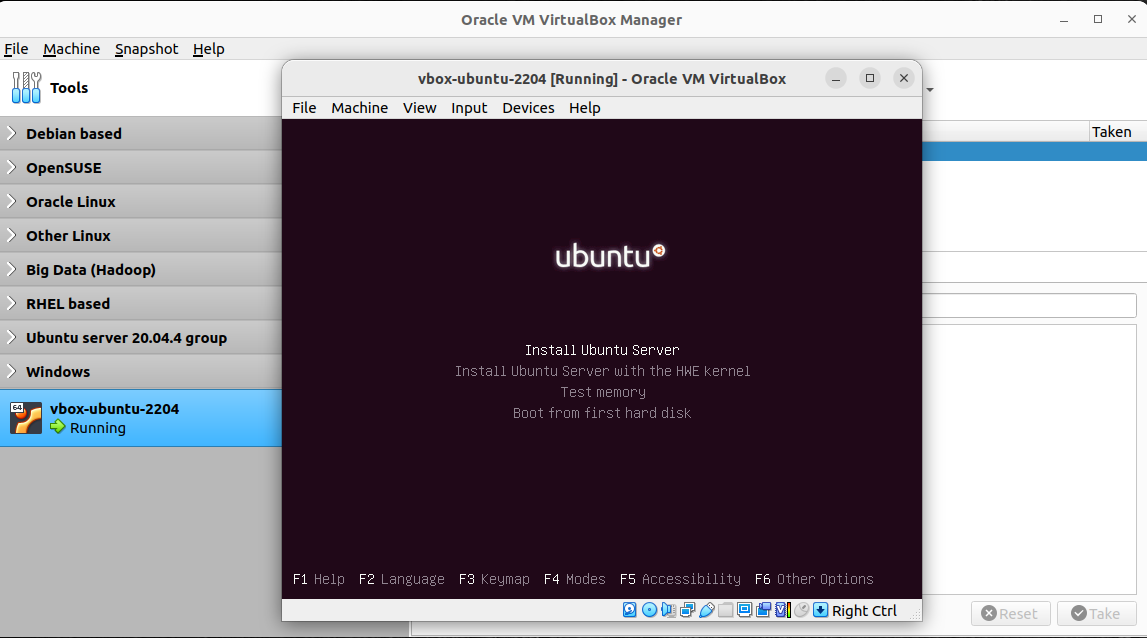 Oracle VM VirtualBox Manager
File Machine Snapshot Help
Tools
Taken
Debian based
OpenSUSE
Oracle Linux
Other Linux
Big Data (Hadoop)
RHEL based
Ubuntu server 20.04.4 group
Windows
64
vbox-ubuntu-2204
Running
vbox-ubuntu-2204 [Running] - Oracle VM VirtualBox
File Machine View Input Devices Help
ubuntu
Install Ubuntu Server
Install Ubuntu Server with the HWE kernel
Test memory
Boot from first hard disk
F1 Help F2 Language F3 Keymap F4 Modes F5 Accessibility F6 Other Options
Right Ctrl
Reset Take